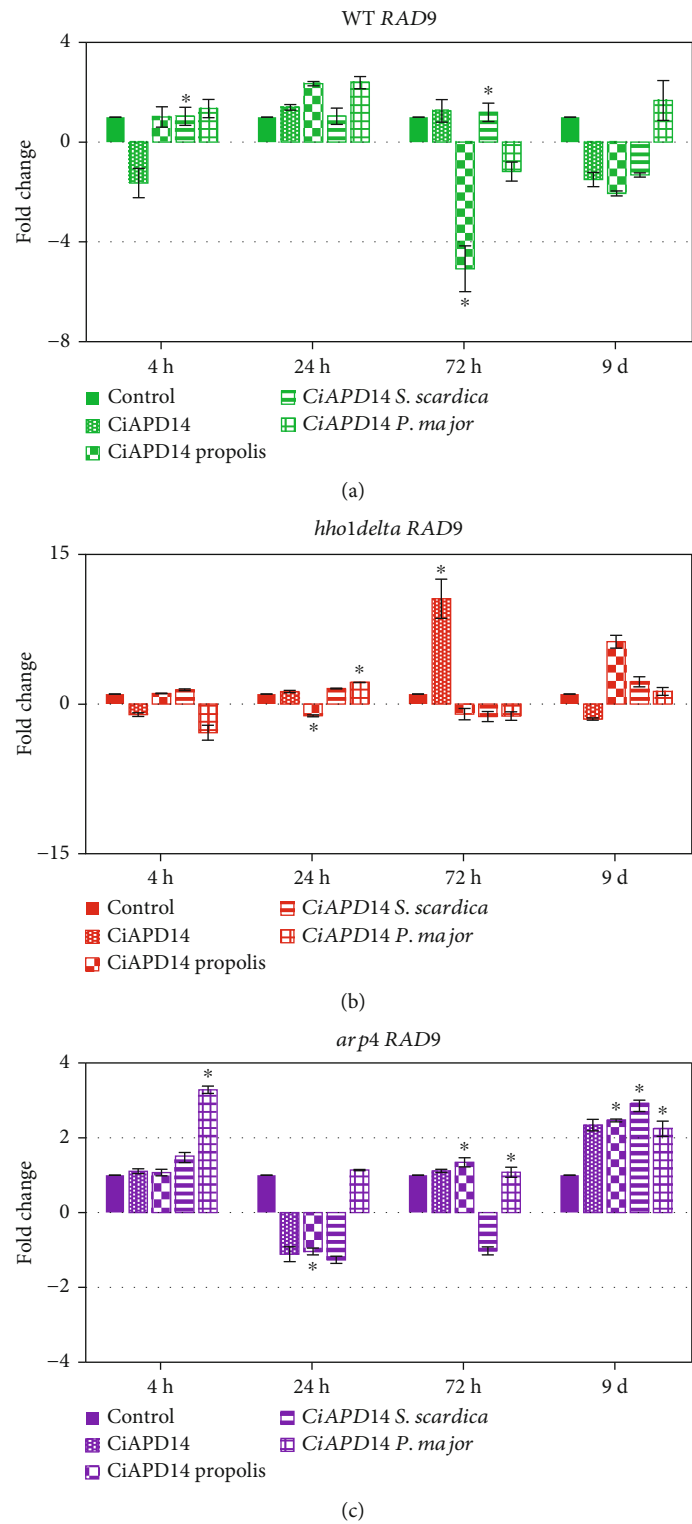 WT RAD9
4
*
*
0
Fold change
−4
*
−8
4 h
24 h
72 h
9 d
Control
CiAPD14 S. scardica
CiAPD14
CiAPD14 P. major
CiAPD14 propolis
(a)
hho1delta RAD9
15
*
*
0
Fold change
*
−15
4 h
24 h
72 h
9 d
Control
CiAPD14 S. scardica
CiAPD14
CiAPD14 P. major
CiAPD14 propolis
(b)
arp4 RAD9
4
*
*
*
*
2
*
*
Fold change
0
*
−2
−4
4 h
24 h
72 h
9 d
Control
CiAPD14 S. scardica
CiAPD14
CiAPD14 P. major
CiAPD14 propolis
(c)